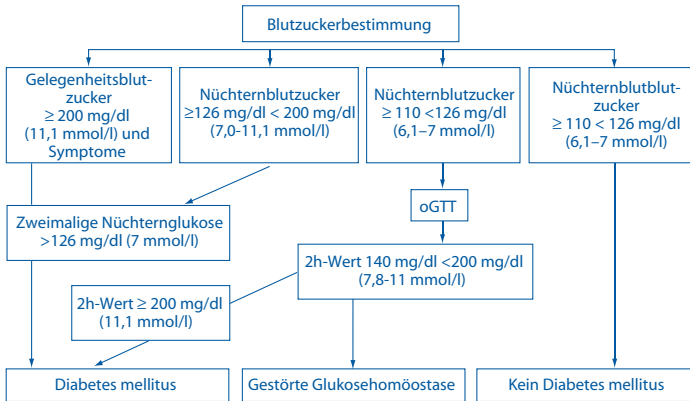 Blutzuckerbestimmung
Gelegenheitsblut-
zucker
≥ 200 mg/dl
(11,1 mmol/l) und
Symptome
Nüchternblutzucker
≥126 mg/dl < 200 mg/dl
(7,0-11,1 mmol/l)
Nüchternblutzucker
≥ 110 <126 mg/dl
(6,1–7 mmol/l)
Nüchternblutblut-
zucker
≥ 110 < 126 mg/dl
(6,1–7 mmol/l)
Zweimalige Nüchternglukose
>126 mg/dl (7 mmol/l)
oGTT
2h-Wert 140 mg/dl <200 mg/dl
(7,8-11 mmol/l)
2h-Wert ≥ 200 mg/dl
(11,1 mmol/l)
Diabetes mellitus
Gestörte Glukosehomöostase
Kein Diabetes mellitus